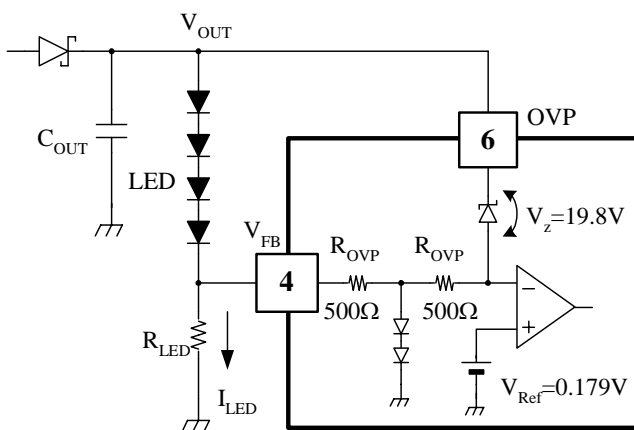 V_OUT
OVP
6
C_OUT
LED
V_z=19.8V
V_FB
R_OVP
R_OVP
4
500Ω
500Ω
−
+
R_LED
I_LED
V_Ref=0.179V